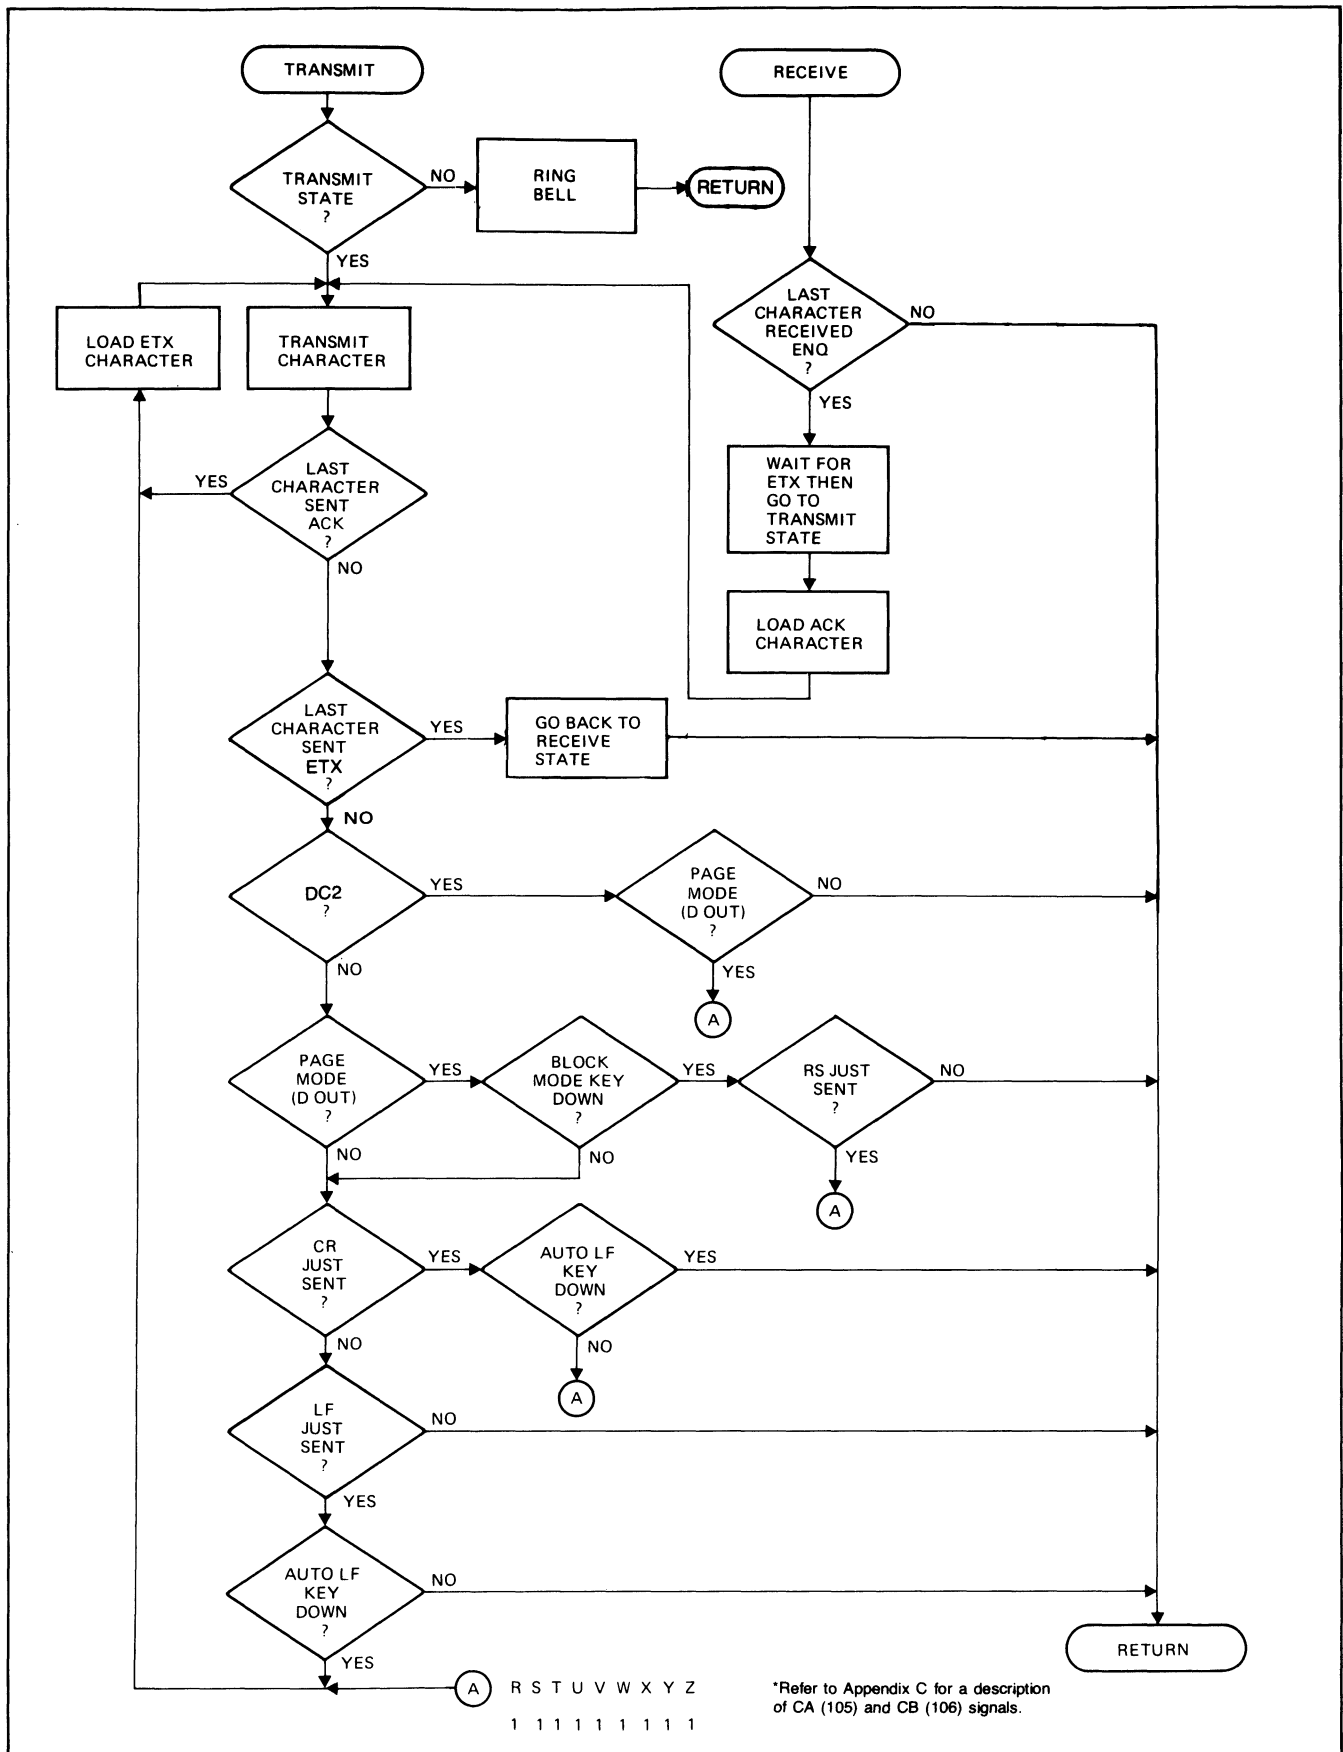 TRANSMIT
RECEIVE
TRANSMIT
STATE
?
NO
RING
BELL
RETURN
YES
LOAD ETX
CHARACTER
TRANSMIT
CHARACTER
LAST
CHARACTER
RECEIVED
ENQ
?
NO
YES
LAST
CHARACTER
SENT
ACK
?
YES
NO
WAIT FOR
ETX THEN
GO TO
TRANSMIT
STATE
LOAD ACK
CHARACTER
LAST
CHARACTER
SENT
ETX
?
YES
GO BACK TO
RECEIVE
STATE
NO
DC2
?
YES
PAGE
MODE
(D OUT)
?
NO
YES
A
NO
PAGE
MODE
(D OUT)
?
YES
BLOCK
MODE KEY
DOWN
?
YES
RS JUST
SENT
?
NO
NO
NO
YES
A
CR
JUST
SENT
?
YES
AUTO LF
KEY
DOWN
?
YES
NO
NO
A
LF
JUST
SENT
?
NO
YES
AUTO LF
KEY
DOWN
?
NO
YES
RETURN
A
R S T U V W X Y Z
1 1 1 1 1 1 1 1 1
*Refer to Appendix C for a description
of CA (105) and CB (106) signals.